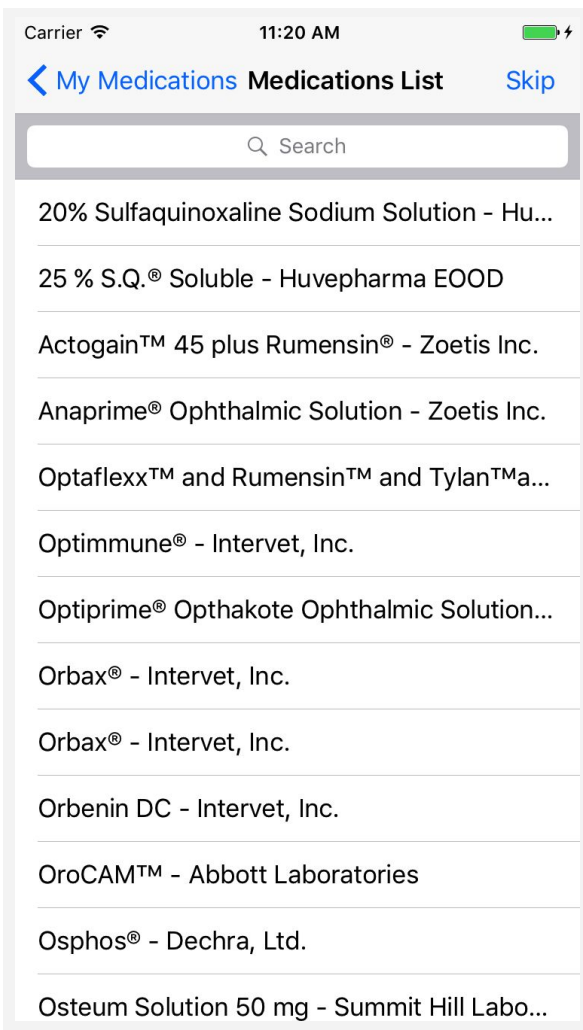 Carrier 11:20 AM
My Medications Medications List Skip
Search
20% Sulfaquinoxaline Sodium Solution - Hu...
25 % S.Q.® Soluble - Huvepharma EOOD
Actogain™ 45 plus Rumensin® - Zoetis Inc.
Anaprime® Ophthalmic Solution - Zoetis Inc.
Optaflexx™ and Rumensin™ and Tylan™a...
Optimmune® - Intervet, Inc.
Optiprime® Opthakote Ophthalmic Solution...
Orbax® - Intervet, Inc.
Orbax® - Intervet, Inc.
Orbenin DC - Intervet, Inc.
OroCAM™ - Abbott Laboratories
Osphos® - Dechra, Ltd.
Osteum Solution 50 mg - Summit Hill Labo...